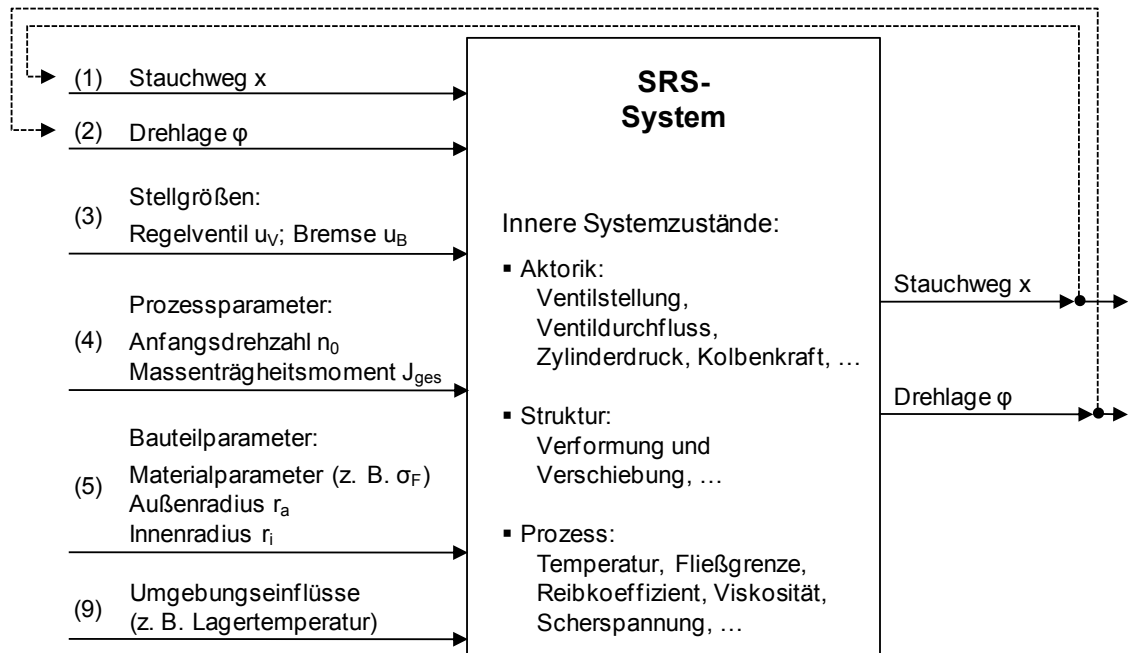 (1) Stauchweg x
(2) Drehlage φ
(3) Stellgrößen:
Regelventil u_V; Bremse u_B
(4) Prozessparameter:
Anfangsdrehzahl n_0
Massenträgheitsmoment J_ges
(5) Bauteilparameter:
Materialparameter (z. B. σ_F)
Außenradius r_a
Innenradius r_i
(9) Umgebungseinflüsse
(z. B. Lagertemperatur)
SRS-
System
Innere Systemzustände:
▪ Aktorik:
Ventilstellung,
Ventildurchfluss,
Zylinderdruck, Kolbenkraft, …
▪ Struktur:
Verformung und
Verschiebung, …
▪ Prozess:
Temperatur, Fließgrenze,
Reibkoeffizient, Viskosität,
Scherspannung, …
Stauchweg x
Drehlage φ